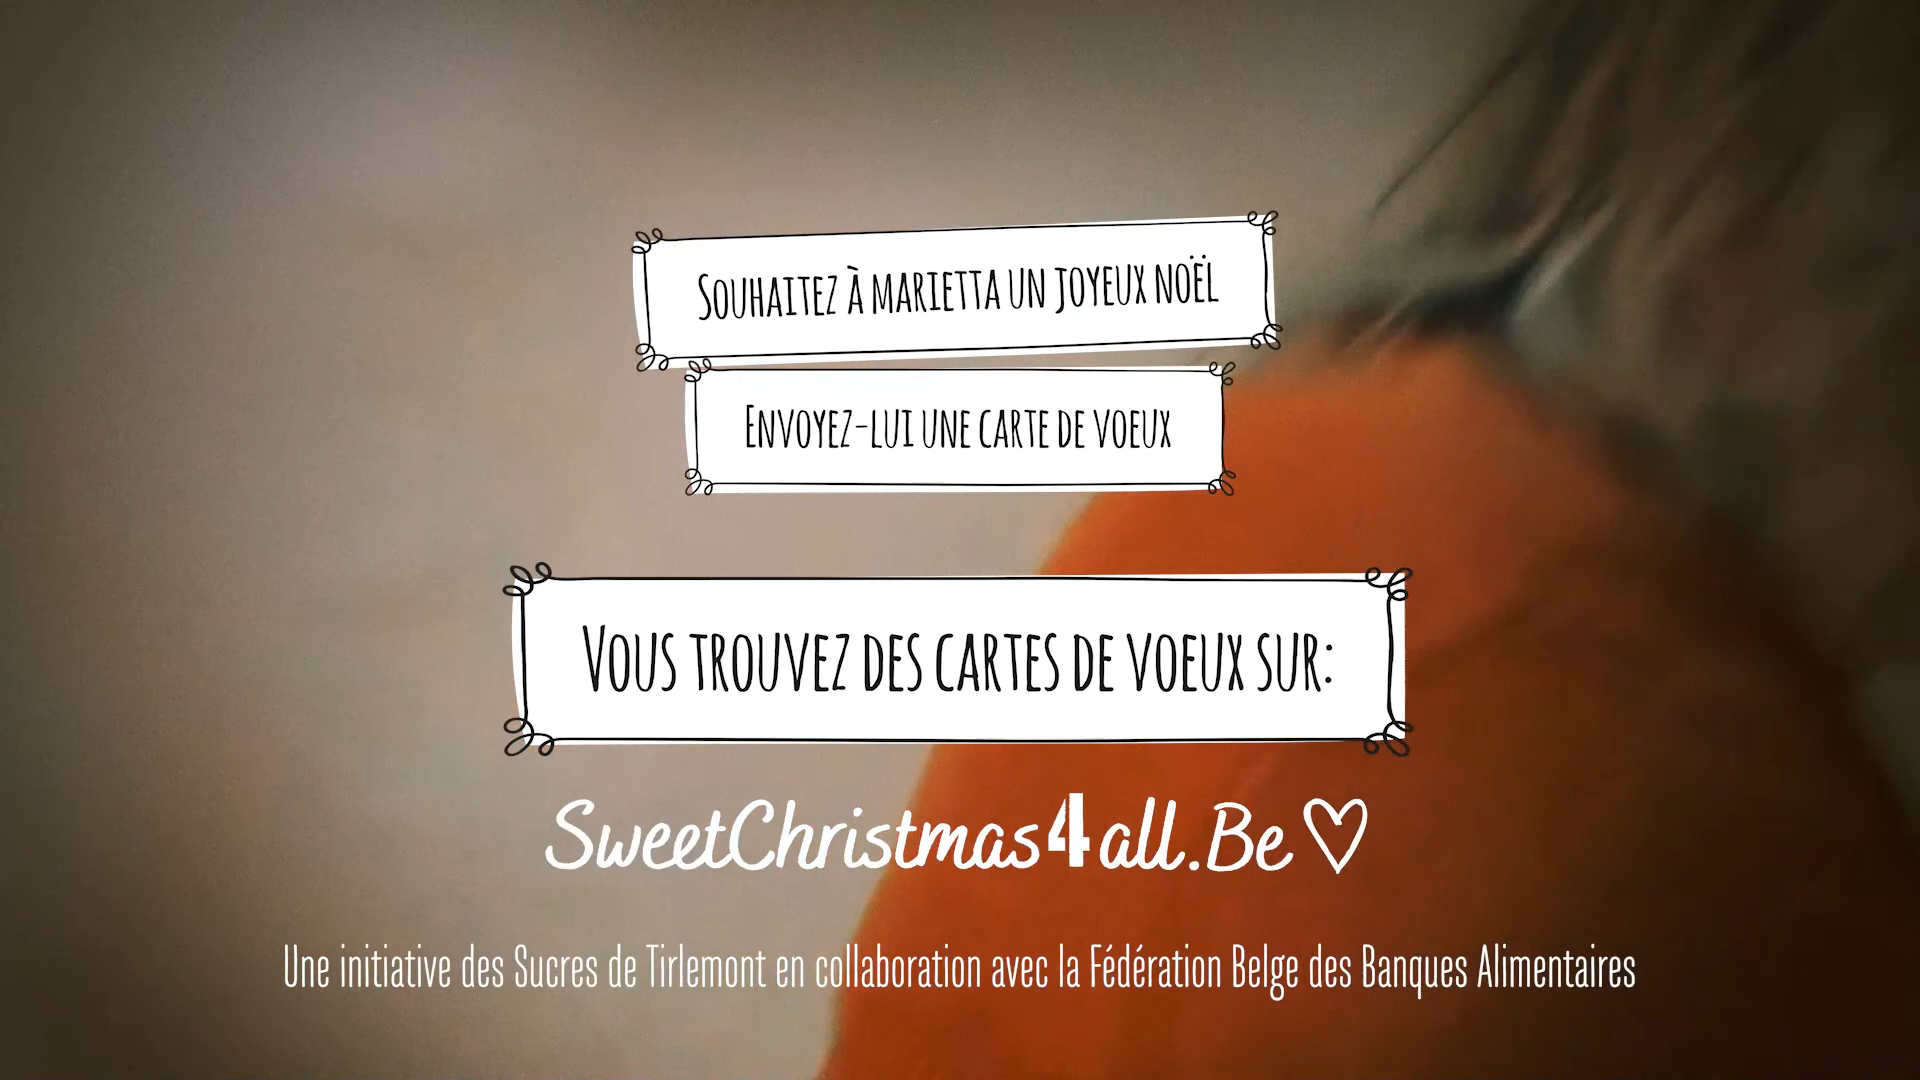 Souhaitez à marietta un joyeux noël
Envoyez-lui une carte de voeux
Vous trouvez des cartes de voeux sur:
SweetChristmas4all.Be
Une initiative des Sucres de Tirlemont en collaboration avec la Fédération Belge des Banques Alimentaires